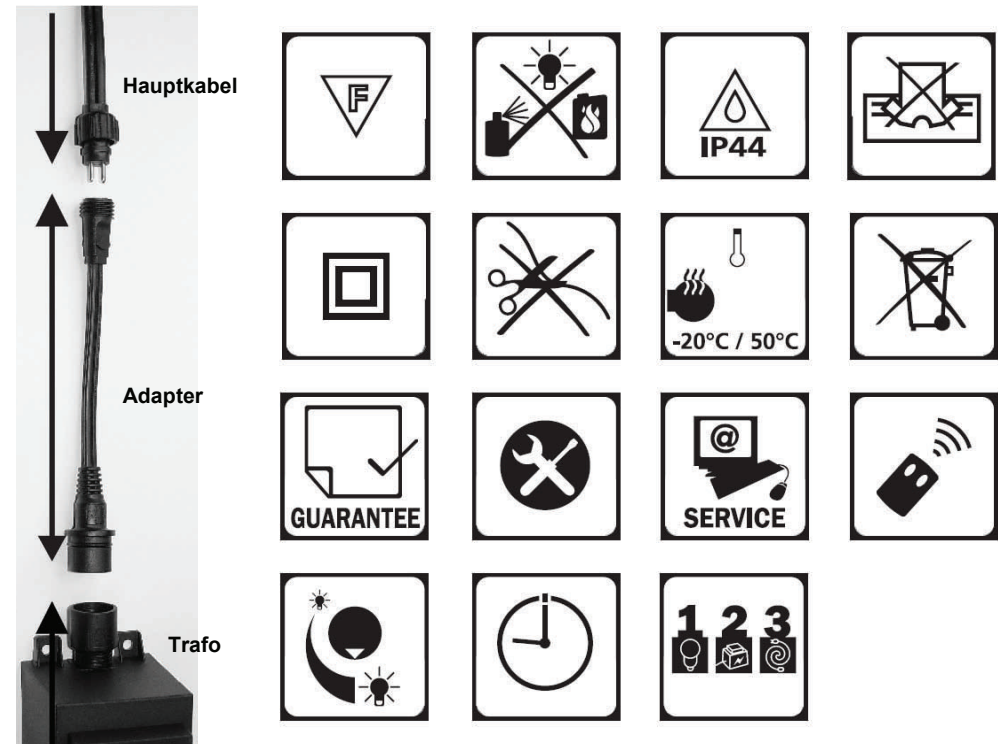 Hauptkabel
F
IP44
-20°C / 50°C
Adapter
GUARANTEE
@
SERVICE
Trafo
1 2 3